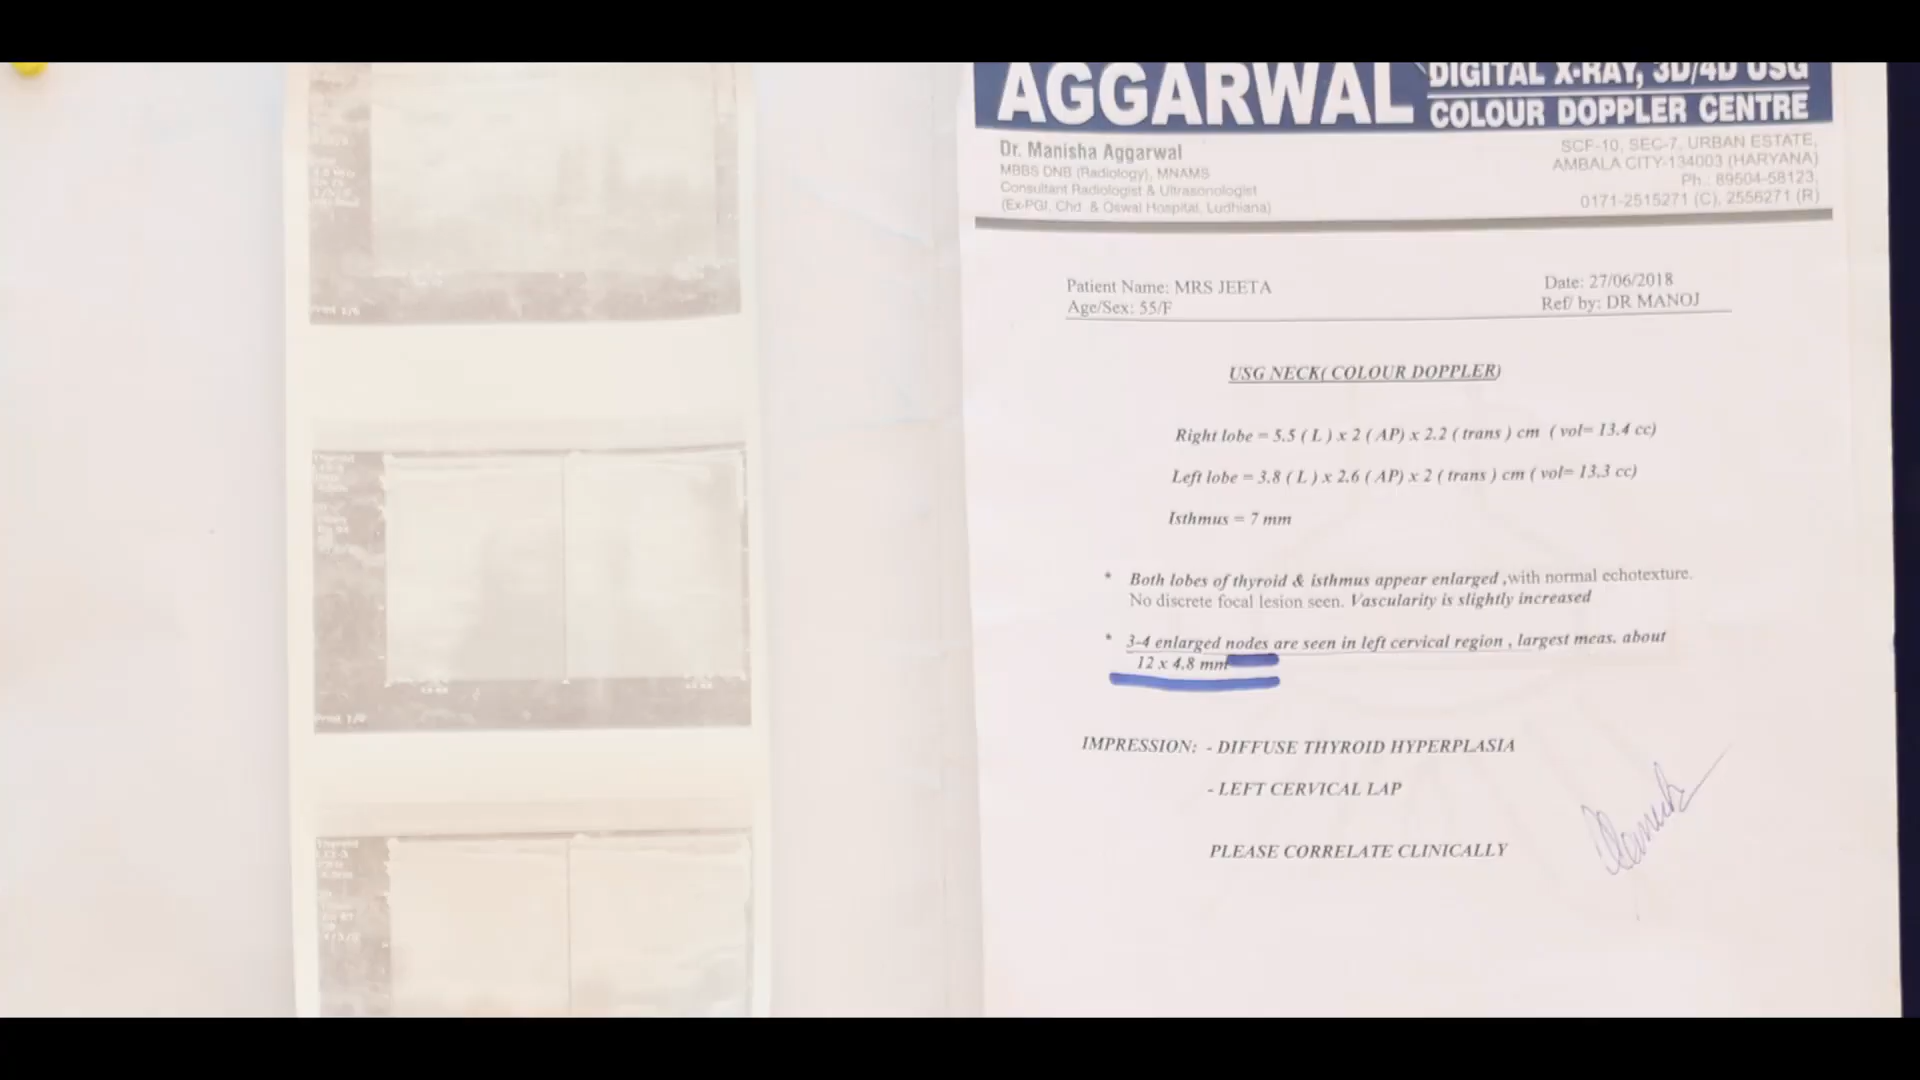 AGGARWAL
DIGITAL X-RAY, 3D/4D USG
COLOUR DOPPLER CENTRE
Dr. Manisha Aggarwal
MBBS DNB (Radiology), MNAMS
Consultant Radiologist & Ultrasonologist
(Ex-PGI, Chd. & Oswal Hospital, Ludhiana)
SCF-10, SEC-7, URBAN ESTATE,
AMBALA CITY-134003 (HARYANA)
Ph.: 89504-58123,
0171-2515271 (C), 2556271 (R)
Patient Name: MRS JEETA
Age/Sex: 55/F
Date: 27/06/2018
Ref/ by: DR MANOJ
USG NECK( COLOUR DOPPLER)
Right lobe = 5.5 ( L ) x 2 ( AP) x 2.2 ( trans ) cm ( vol= 13.4 cc)
Left lobe = 3.8 ( L ) x 2.6 ( AP) x 2 ( trans ) cm ( vol= 13.3 cc)
Isthmus = 7 mm
* Both lobes of thyroid & isthmus appear enlarged ,with normal echotexture.
No discrete focal lesion seen. Vascularity is slightly increased
* 3-4 enlarged nodes are seen in left cervical region , largest meas. about
12 x 4.8 mm
IMPRESSION: - DIFFUSE THYROID HYPERPLASIA
- LEFT CERVICAL LAP
PLEASE CORRELATE CLINICALLY